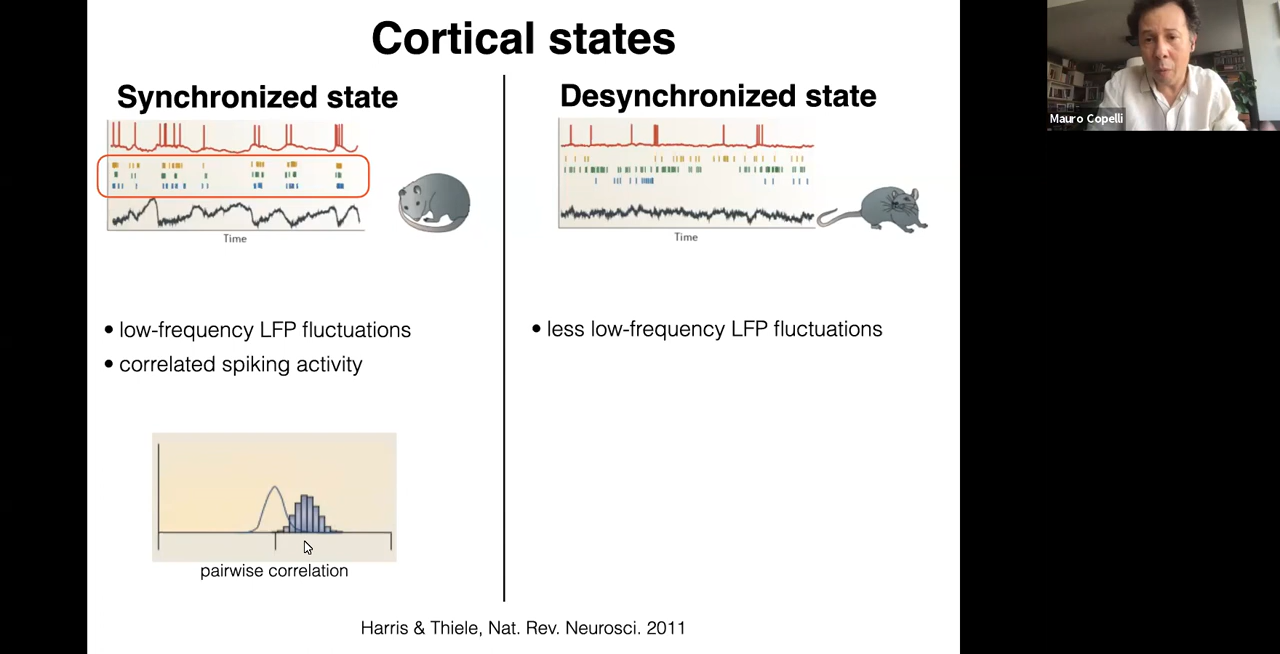 Cortical states
Synchronized state
Time
• low-frequency LFP fluctuations
• correlated spiking activity
pairwise correlation
Desynchronized state
Time
• less low-frequency LFP fluctuations
Harris & Thiele, Nat. Rev. Neurosci. 2011
Mauro Copelli